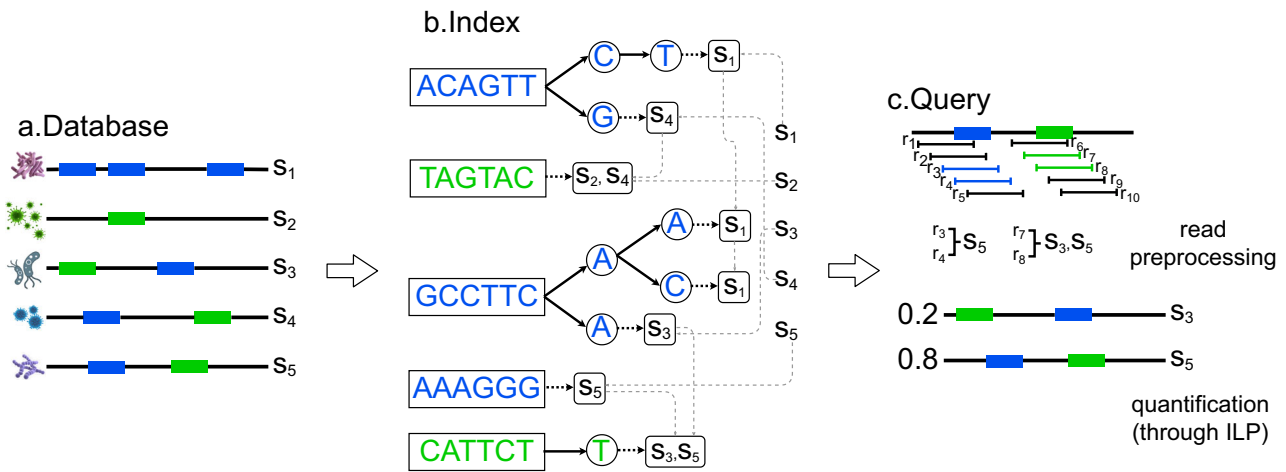 a.Database
S1
S2
S3
S4
S5
b.Index
ACAGTT
C
T
S1
G
S4
TAGTAC
S2, S4
GCCTTC
A
A
S1
C
S1
A
S3
AAAGGG
S5
CATTCT
T
S3,S5
S1
S2
S3
S4
S5
c.Query
r1
r2
r3
r4
r5
r6
r7
r8
r9
r10
r3
r4
S5
r7
r8
S3,S5
read
preprocessing
0.2
S3
0.8
S5
quantification
(through ILP)